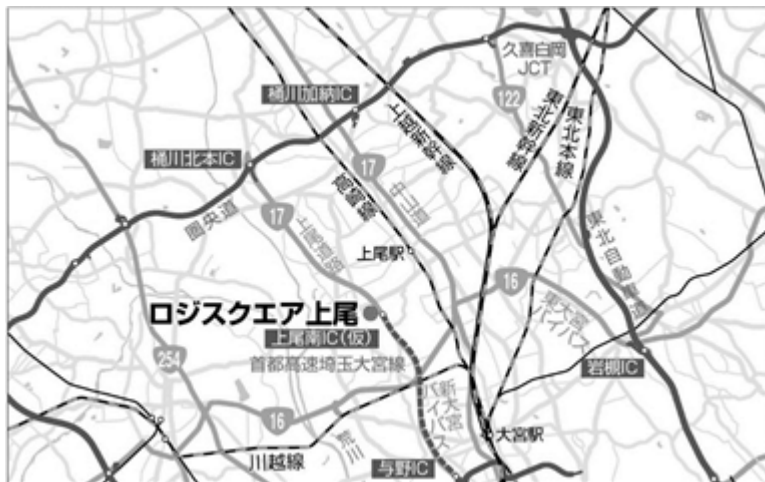 久喜白岡
JCT
桶川加納IC
122
東北新幹線
東北本線
上越新幹線
桶川北本IC
17
高崎線
中山道
圏央道
17
上尾道路
上尾駅
東北自動車道
16
東大宮
バイパス
ロジスクエア上尾
上尾南IC(仮)
首都高速埼玉大宮線
254
岩槻IC
新大宮
バイパス
16
大宮駅
荒川
川越線
与野IC